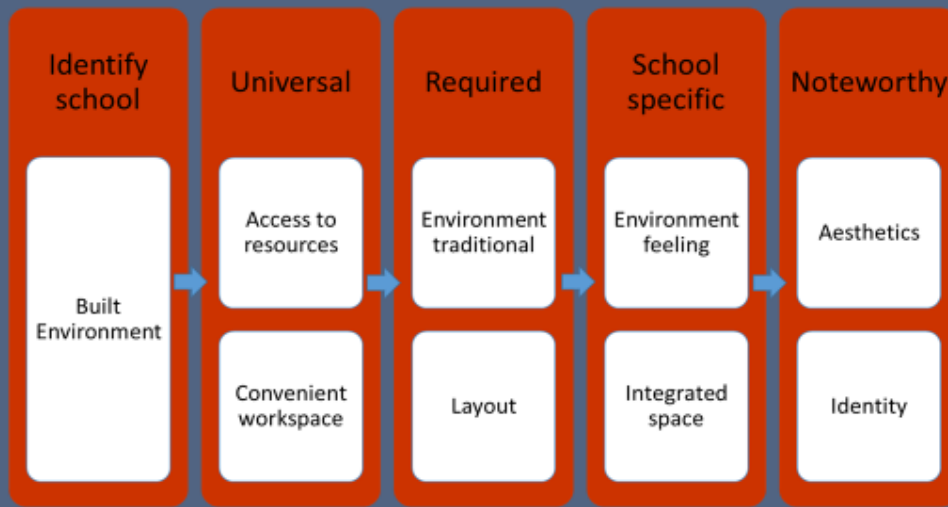 Identify
school
Universal
Required
School
specific
Noteworthy
Built
Environment
Access to
resources
Convenient
workspace
Environment
traditional
Layout
Environment
feeling
Integrated
space
Aesthetics
Identity